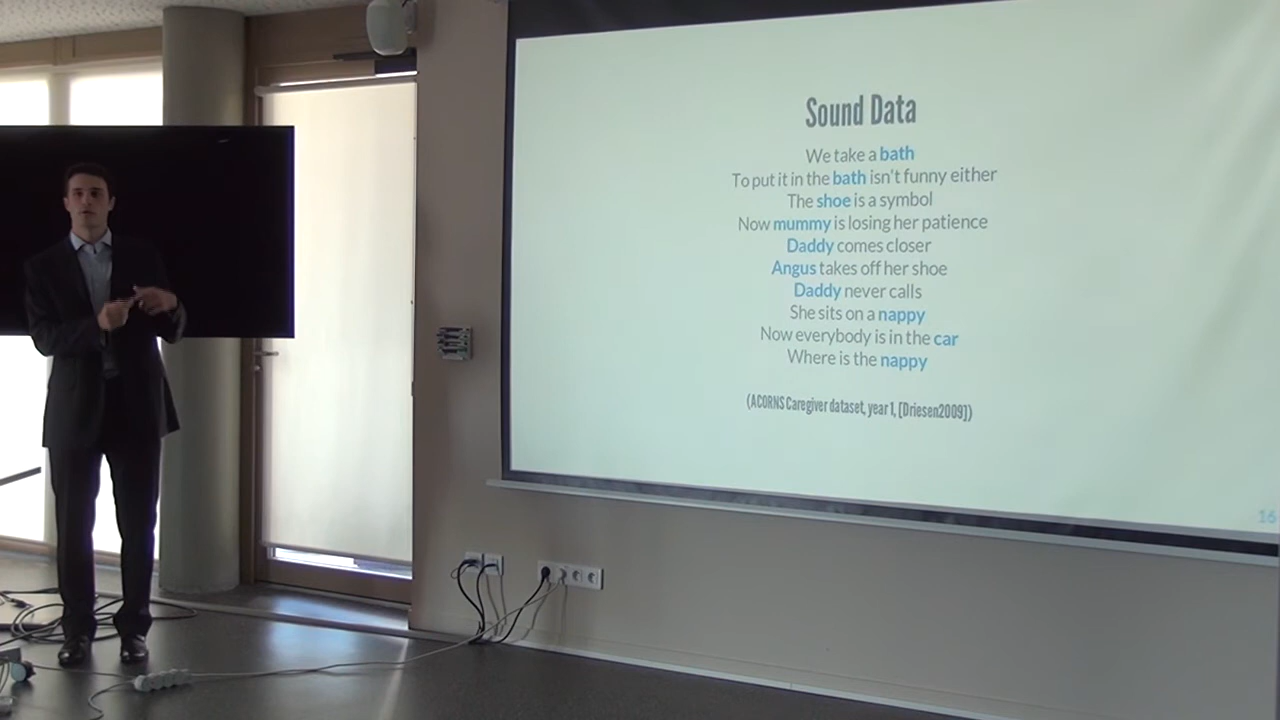 Sound Data
We take a bath
To put it in the bath isn't funny either
The shoe is a symbol
Now mummy is losing her patience
Daddy comes closer
Angus takes off her shoe
Daddy never calls
She sits on a nappy
Now everybody is in the car
Where is the nappy
(ACORNS Caregiver dataset, year 1, [Driesen2009])
16